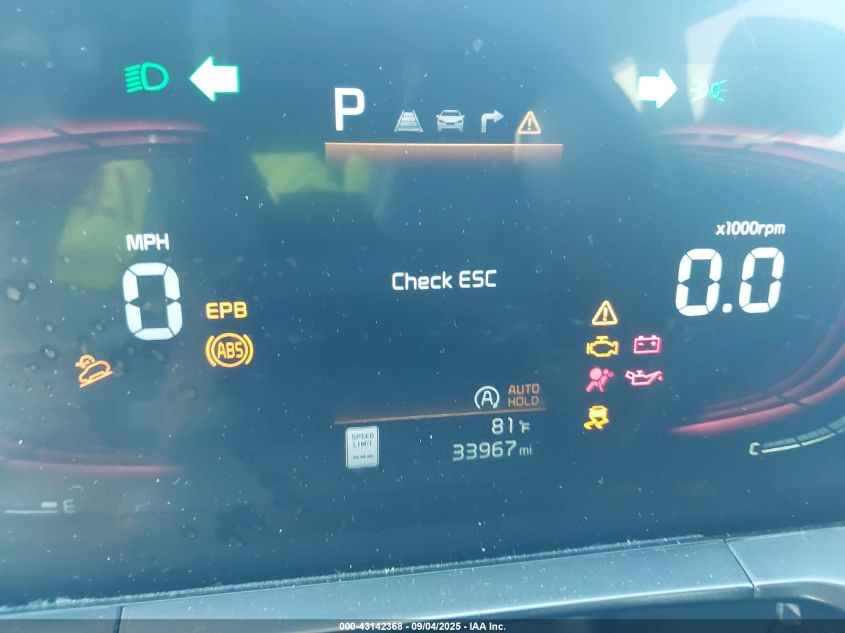 P
MPH
x1000rpm
0
0.0
Check ESC
EPB
ABS
A
AUTO
HOLD
SPEED
LIMIT
---
81°F
33967 mi
E
C
000-43142368 - 09/04/2025 - IAA Inc.